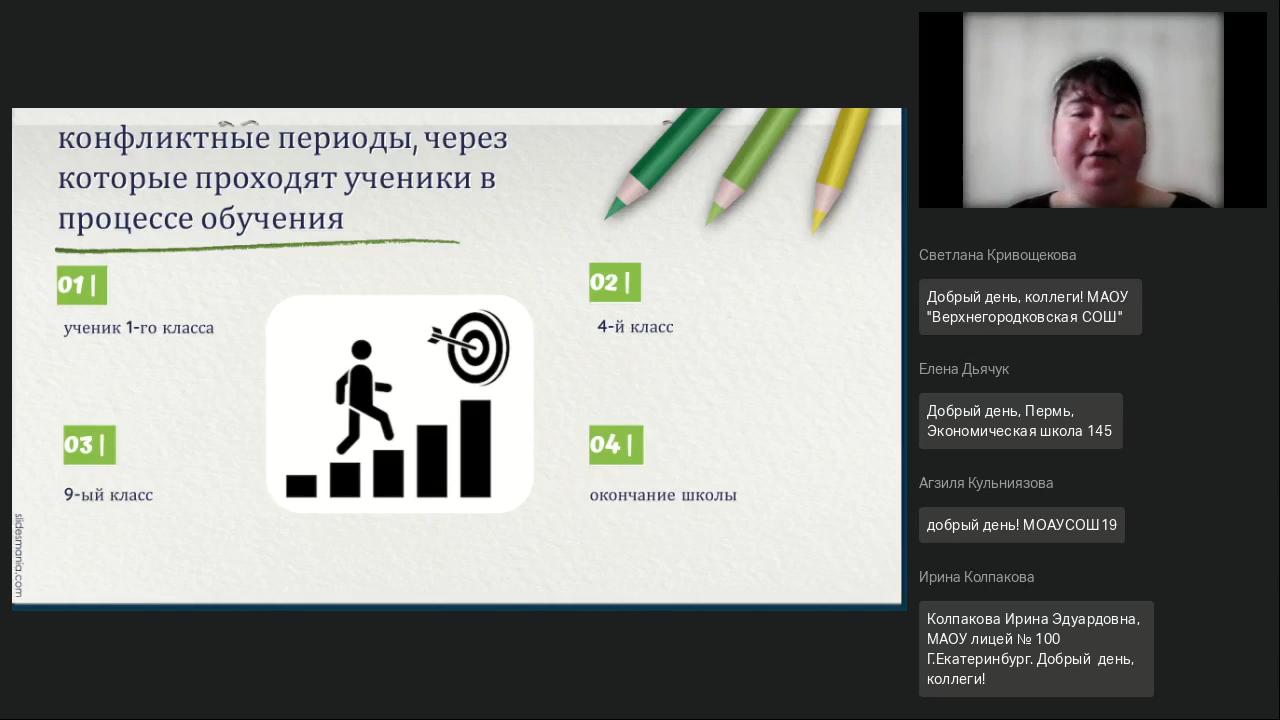 конфликтные периоды, через
которые проходят ученики в
процессе обучения
01 |
ученик 1-го класса
02 |
4-й класс
03 |
9-ый класс
04 |
окончание школы
slidesmania.com
Светлана Кривощекова
Добрый день, коллеги! МАОУ
"Верхнегородковская СОШ"
Елена Дьячук
Добрый день, Пермь,
Экономическая школа 145
Агзиля Кульниязова
добрый день! МОАУСОШ19
Ирина Колпакова
Колпакова Ирина Эдуардовна,
МАОУ лицей № 100
Г.Екатеринбург. Добрый день,
коллеги!